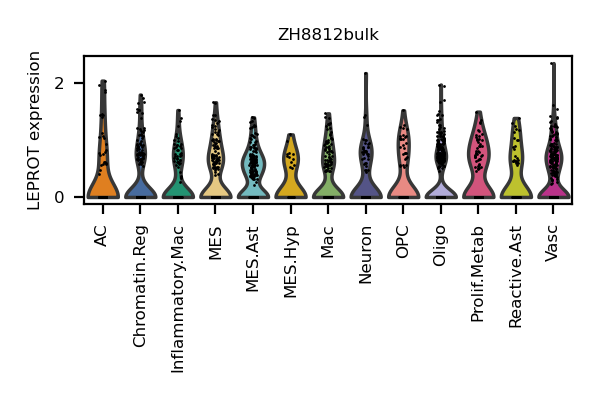 ZH8812bulk
LEPROT expression
2
0
AC
Chromatin.Reg
Inflammatory.Mac
MES
MES.Ast
MES.Hyp
Mac
Neuron
OPC
Oligo
Prolif.Metab
Reactive.Ast
Vasc